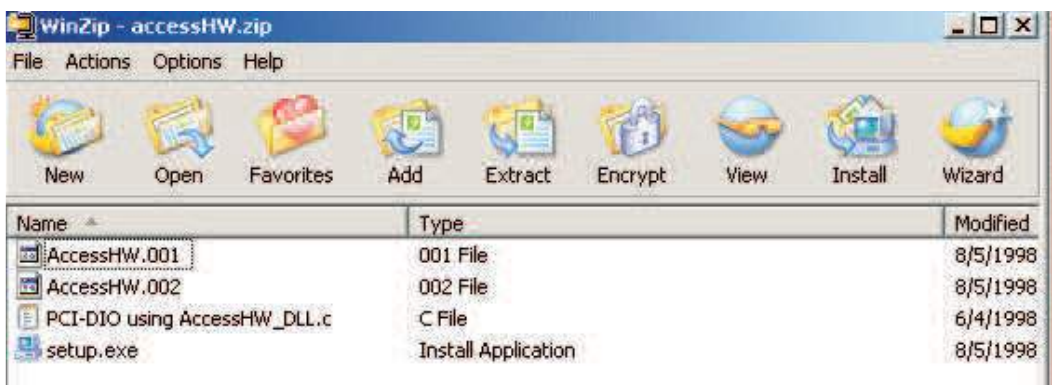 WinZip - accessHW.zip
File Actions Options Help
New Open Favorites Add Extract Encrypt View Install Wizard
Name Type Modified
AccessHW.001 001 File 8/5/1998
AccessHW.002 002 File 8/5/1998
PCI-DIO using AccessHW_DLL.c C File 6/4/1998
setup.exe Install Application 8/5/1998